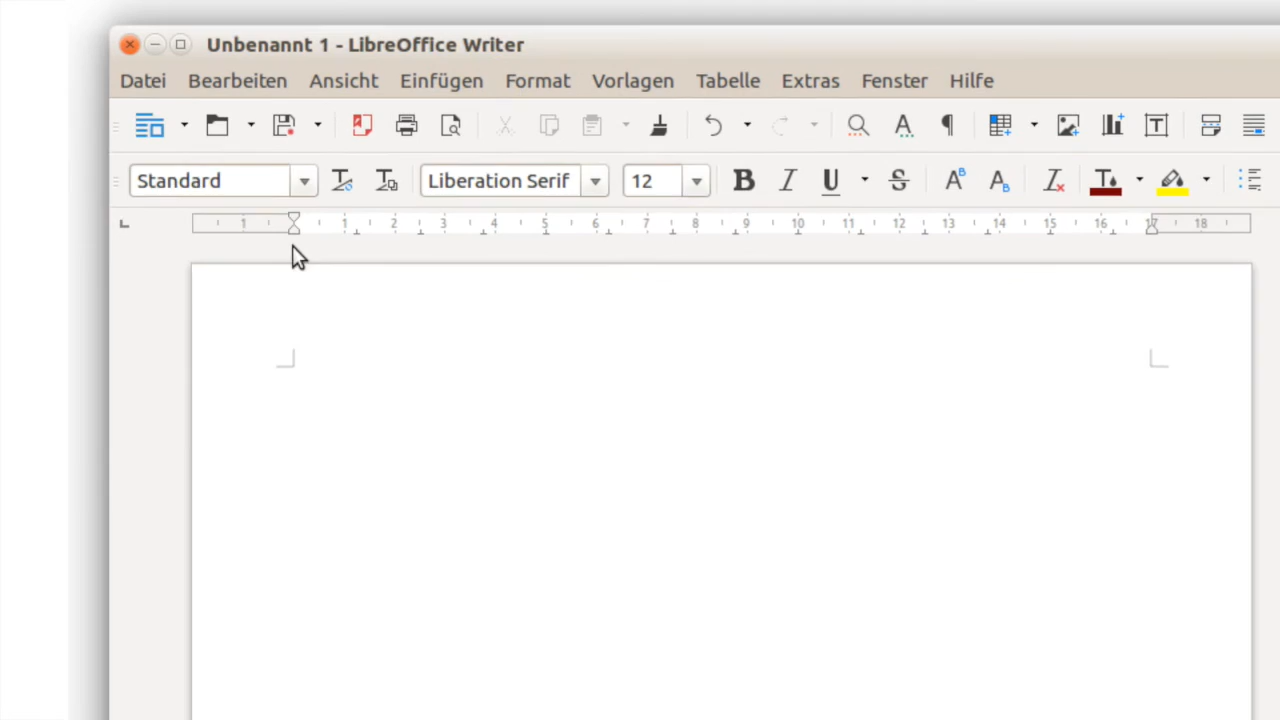 Unbenannt 1 - LibreOffice Writer
Datei Bearbeiten Ansicht Einfügen Format Vorlagen Tabelle Extras Fenster Hilfe
Standard Liberation Serif 12
1 1 2 3 4 5 6 7 8 9 10 11 12 13 14 15 16 17 18